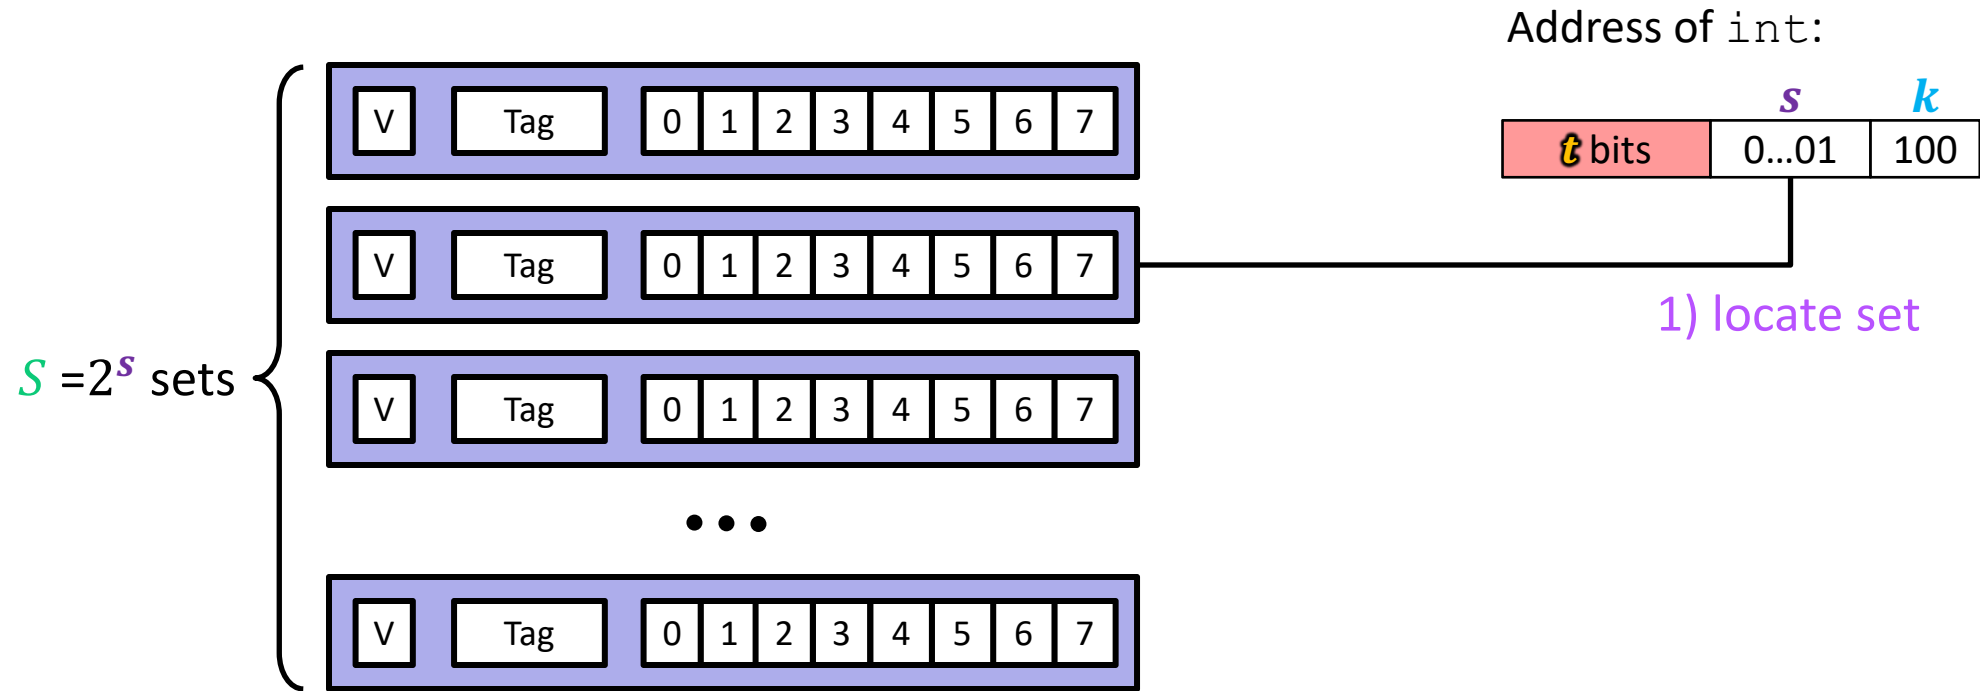 Address of int:
s k
t bits 0...01 100
V Tag 0 1 2 3 4 5 6 7
V Tag 0 1 2 3 4 5 6 7
1) locate set
S =2^s sets
V Tag 0 1 2 3 4 5 6 7
•••
V Tag 0 1 2 3 4 5 6 7